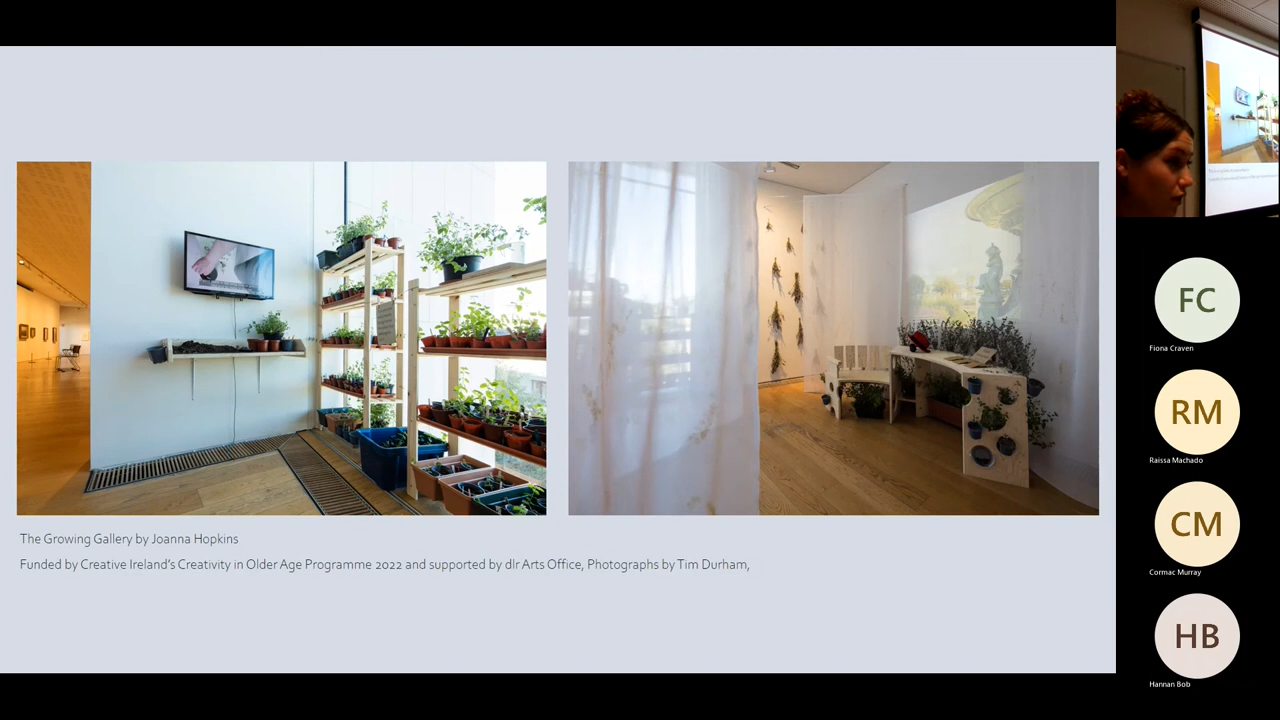 The Growing Gallery by Joanna Hopkins
Funded by Creative Ireland's Creativity in Older Age Programme 2022 and supported by dlr Arts Office, Photographs by Tim Durham,
FC
Fiona Craven
RM
Raissa Machado
CM
Cormac Murray
HB
Hannan Bob